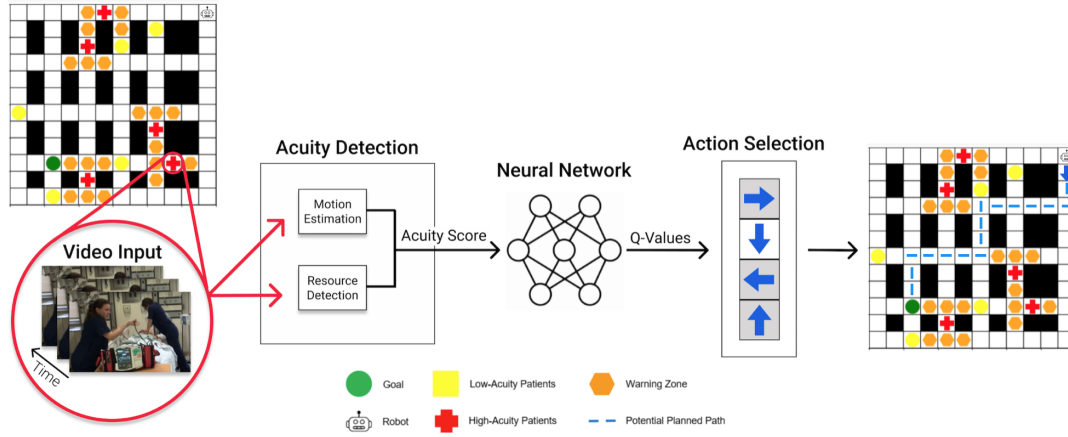 Acuity Detection
Motion
Estimation
Resource
Detection
Acuity Score
Neural Network
Q-Values
Action Selection
Video Input
Time
Goal
Low-Acuity Patients
Warning Zone
Robot
High-Acuity Patients
Potential Planned Path